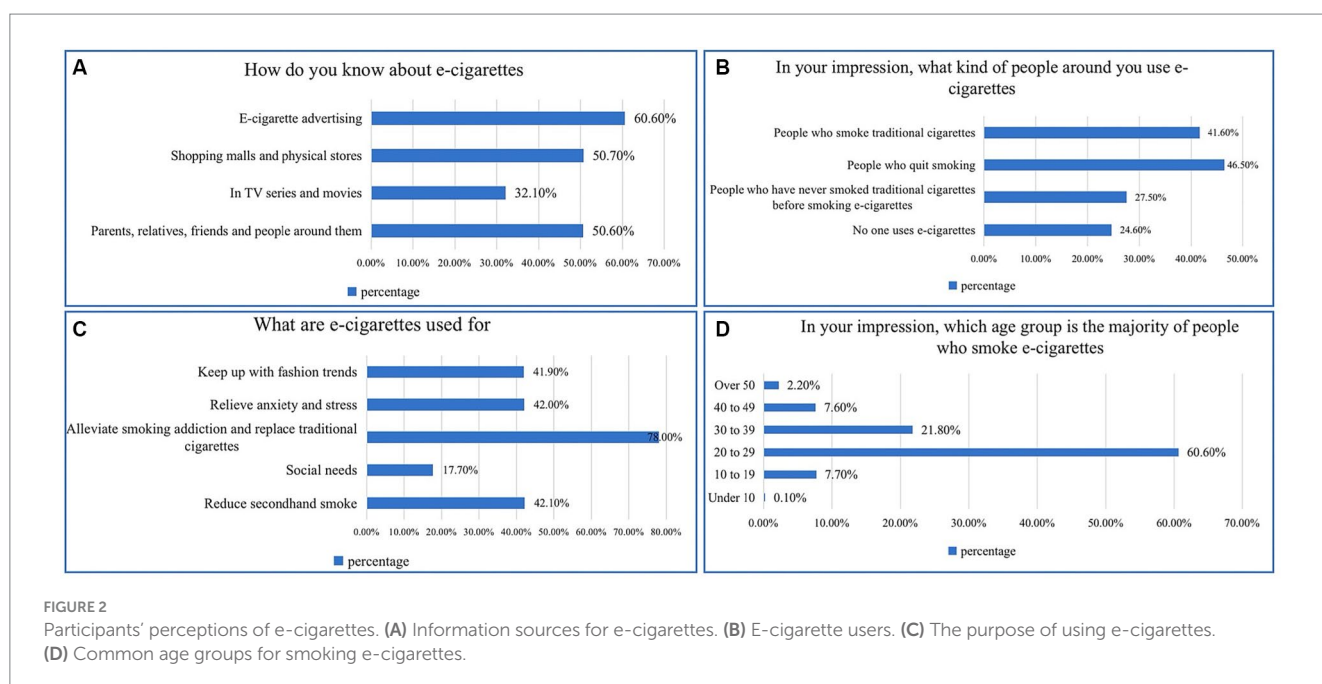 A
How do you know about e-cigarettes
E-cigarette advertising
60.60%
Shopping malls and physical stores
50.70%
In TV series and movies
32.10%
Parents, relatives, friends and people around them
50.60%
0.00% 10.00% 20.00% 30.00% 40.00% 50.00% 60.00% 70.00%
percentage
B
In your impression, what kind of people around you use e-
cigarettes
People who smoke traditional cigarettes
41.60%
People who quit smoking
46.50%
People who have never smoked traditional cigarettes
before smoking e-cigarettes
27.50%
No one uses e-cigarettes
24.60%
0.00% 10.00% 20.00% 30.00% 40.00% 50.00%
percentage
C
What are e-cigarettes used for
Keep up with fashion trends
41.90%
Relieve anxiety and stress
42.00%
Alleviate smoking addiction and replace traditional
cigarettes
78.00%
Social needs
17.70%
Reduce secondhand smoke
42.10%
0.00% 10.00% 20.00% 30.00% 40.00% 50.00% 60.00% 70.00% 80.00%
percentage
D
In your impression, which age group is the majority of people
who smoke e-cigarettes
Over 50
2.20%
40 to 49
7.60%
30 to 39
21.80%
20 to 29
60.60%
10 to 19
7.70%
Under 10
0.10%
0.00% 10.00% 20.00% 30.00% 40.00% 50.00% 60.00% 70.00%
percentage
FIGURE 2
Participants' perceptions of e-cigarettes. (A) Information sources for e-cigarettes. (B) E-cigarette users. (C) The purpose of using e-cigarettes.
(D) Common age groups for smoking e-cigarettes.